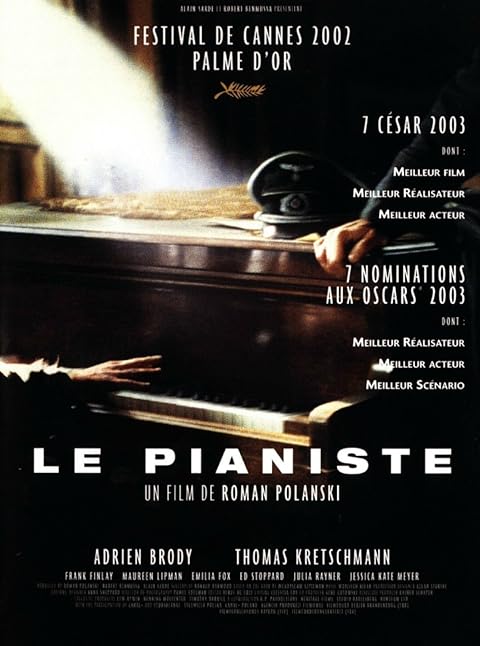 ALAIN SARDE ET ROBERT BENMUSSA PRÉSENTENT
FESTIVAL DE CANNES 2002
PALME D'OR
7 CÉSAR 2003
DONT :
MEILLEUR FILM
MEILLEUR RÉALISATEUR
MEILLEUR ACTEUR
7 NOMINATIONS
AUX OSCARS® 2003
DONT :
MEILLEUR RÉALISATEUR
MEILLEUR ACTEUR
MEILLEUR SCÉNARIO
LE PIANISTE
UN FILM DE ROMAN POLANSKI
ADRIEN BRODY THOMAS KRETSCHMANN
FRANK FINLAY MAUREEN LIPMAN EMILIA FOX ED STOPPARD JULIA RAYNER JESSICA KATE MEYER